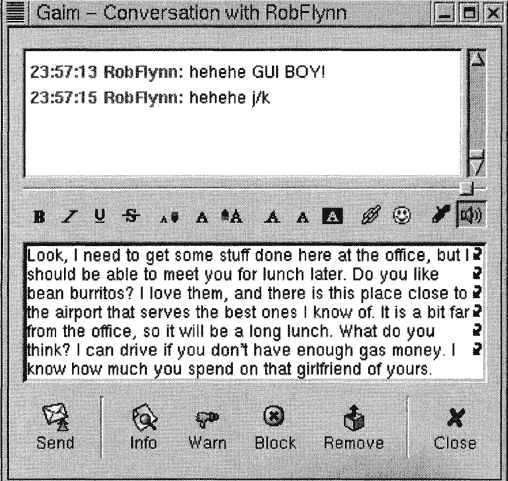 Gaim – Conversation with RobFlynn
23:57:13 RobFlynn: hehehe GUI BOY!
23:57:15 RobFlynn: hehehe j/k
B I U S A A A A A A
Look, I need to get some stuff done here at the office, but I
should be able to meet you for lunch later. Do you like
bean burritos? I love them, and there is this place close to
the airport that serves the best ones I know of. It is a bit far
from the office, so it will be a long lunch. What do you
think? I can drive if you don't have enough gas money. I
know how much you spend on that girlfriend of yours.
Send Info Warn Block Remove Close